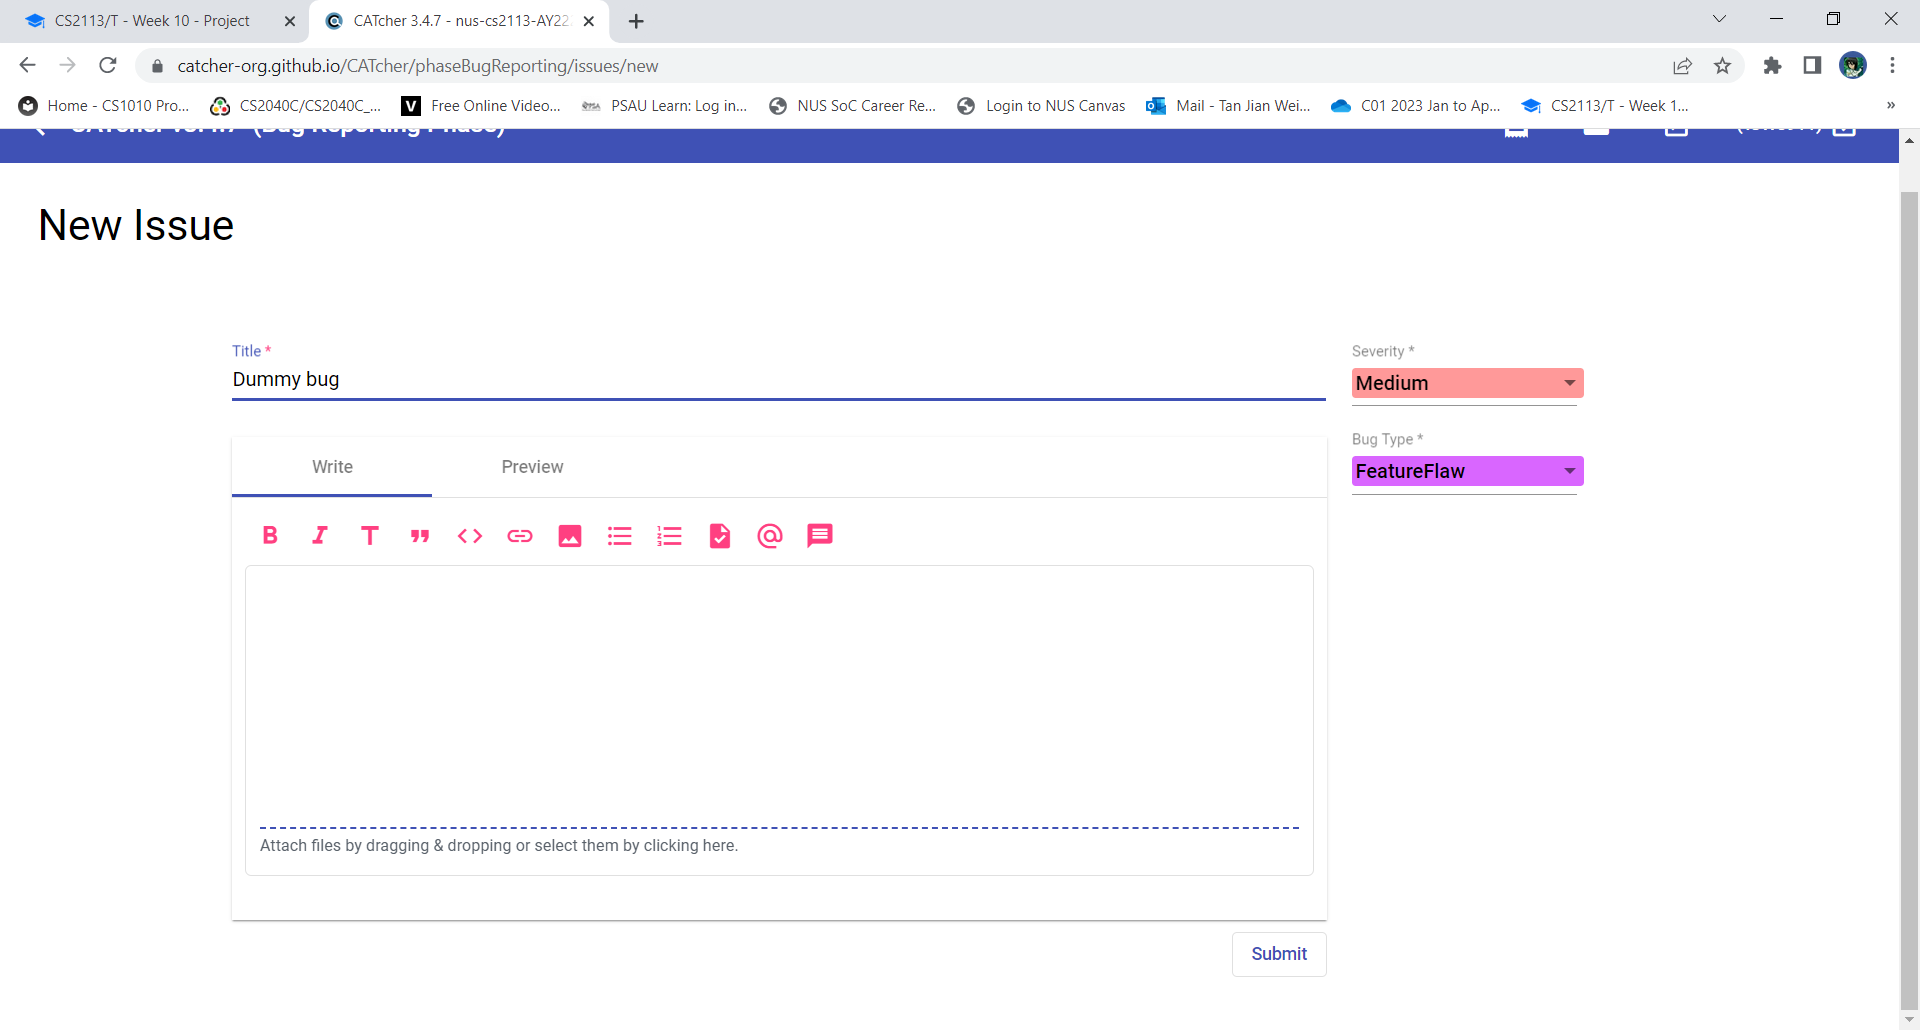 CS2113/T - Week 10 - Project
CATcher 3.4.7 - nus-cs2113-AY22
catcher-org.github.io/CATcher/phaseBugReporting/issues/new
Home - CS1010 Pro...
CS2040C/CS2040C_...
V
Free Online Video...
PSAU Learn: Log in...
NUS SoC Career Re...
Login to NUS Canvas
Mail - Tan Jian Wei...
C01 2023 Jan to Ap...
CS2113/T - Week 1...
»
New Issue
Title *
Dummy bug
Severity *
Medium
Bug Type *
FeatureFlaw
Write
Preview
Attach files by dragging & dropping or select them by clicking here.
Submit